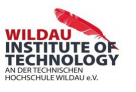 WILDAU
INSTITUTE OF
TECHNOLOGY
AN DER TECHNISCHEN
HOCHSCHULE WILDAU e.V.